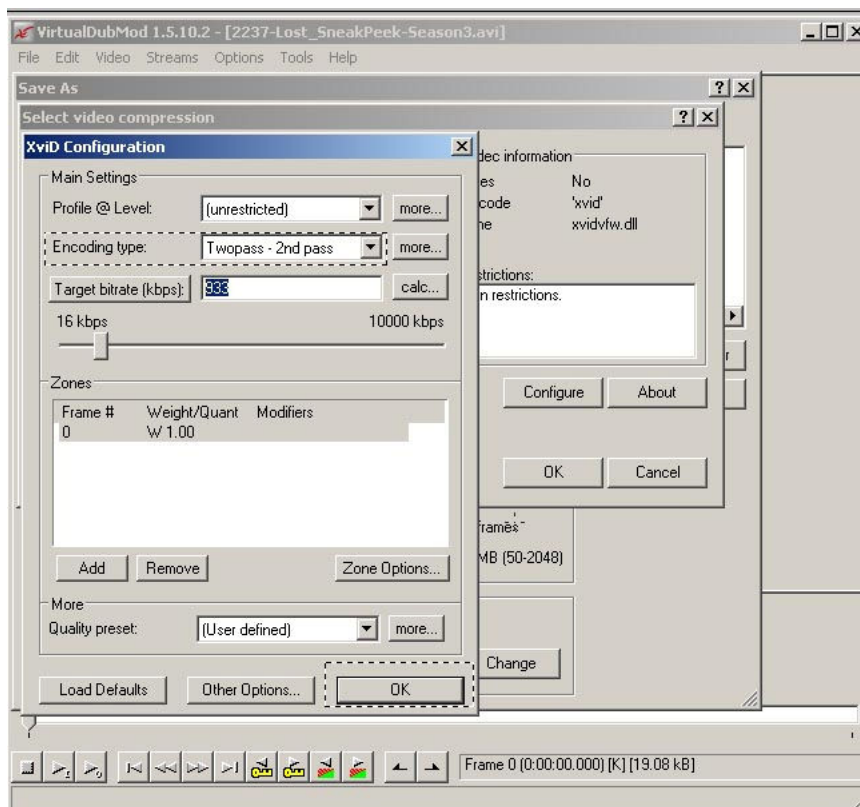 VirtualDubMod 1.5.10.2 - [2237-Lost_SneakPeek-Season3.avi]
File Edit Video Streams Options Tools Help
Save As
Select video compression
XviD Configuration
Main Settings
Profile @ Level: (unrestricted) more...
Encoding type: Twopass - 2nd pass more...
Target bitrate (kbps): 933 calc...
16 kbps 10000 kbps
Zones
Frame # Weight/Quant Modifiers
0 W 1.00
Add Remove Zone Options...
More
Quality preset: (User defined) more...
Load Defaults Other Options... OK
dec information
es No
code 'xvid'
ne xvidvfw.dll
strictions:
n restrictions.
r
Configure About
OK Cancel
frames
MB (50-2048)
Change
Frame 0 (0:00:00.000) [K] [19.08 kB]